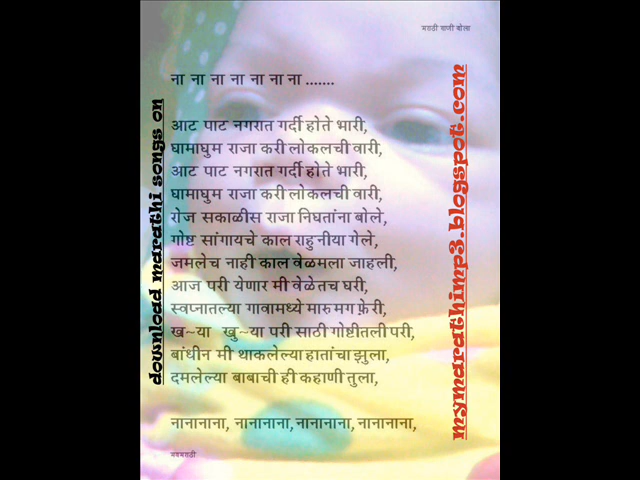 मराठी गाणी बोला
ना ना ना ना ना ना ना .......
आट पाट नगरात गर्दी होते भारी,
घामाघुम राजा करी लोकलची वारी,
आट पाट नगरात गर्दी होते भारी,
घामाघुम राजा करी लोकलची वारी,
रोज सकाळीस राजा निघतांना बोले,
गोष्ट सांगायचे काल राहु नीया गेले,
जमलेच नाही काल वेळमला जाहली,
आज परी येणार मी वेळेतच घरी,
स्वप्नातल्या गावामध्ये मारु मग फ़ेरी,
ख~या खु~या परी साठी गोष्टीतली परी,
बांधीन मी थाकलेल्या हातांचा झुला,
दमलेल्या बाबाची ही कहाणी तुला,
नानानाना, नानानाना, नानानाना, नानानाना,
download marathi songs on
mymarathimp3.blogspot.com